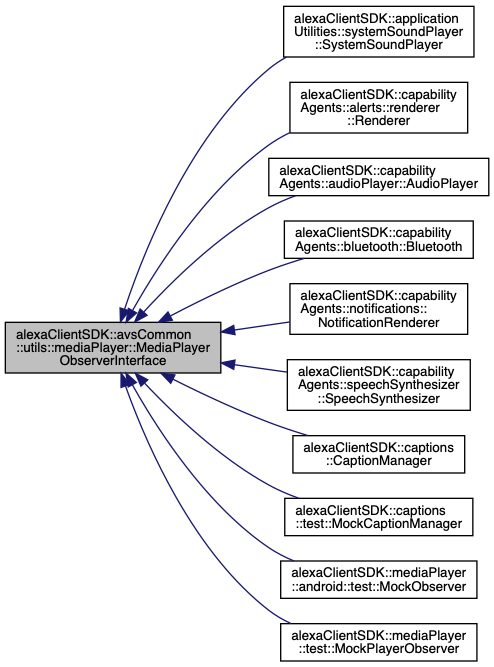 alexaClientSDK::application
Utilities::systemSoundPlayer
::SystemSoundPlayer
alexaClientSDK::capability
Agents::alerts::renderer
::Renderer
alexaClientSDK::capability
Agents::audioPlayer::AudioPlayer
alexaClientSDK::capability
Agents::bluetooth::Bluetooth
alexaClientSDK::capability
Agents::notifications::
NotificationRenderer
alexaClientSDK::avsCommon
::utils::mediaPlayer::MediaPlayer
ObserverInterface
alexaClientSDK::capability
Agents::speechSynthesizer
::SpeechSynthesizer
alexaClientSDK::captions
::CaptionManager
alexaClientSDK::captions
::test::MockCaptionManager
alexaClientSDK::mediaPlayer
::android::test::MockObserver
alexaClientSDK::mediaPlayer
::test::MockPlayerObserver